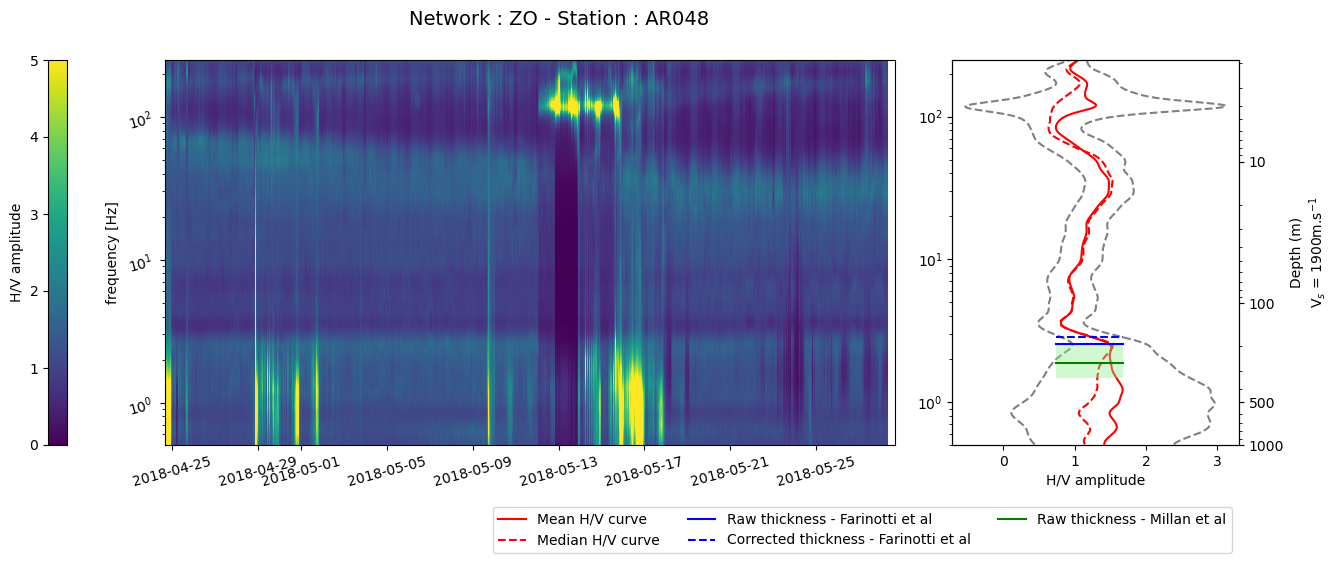 Network : ZO - Station : AR048
5
4
3
2
1
0
H/V amplitude
10²
10¹
10⁰
frequency [Hz]
2018-04-25
2018-04-29
2018-05-01
2018-05-05
2018-05-09
2018-05-13
2018-05-17
2018-05-21
2018-05-25
10²
10¹
10⁰
0
1
2
3
H/V amplitude
10
100
500
1000
Depth (m)
Vₛ = 1900m.s⁻¹
Mean H/V curve
Median H/V curve
Raw thickness - Farinotti et al
Corrected thickness - Farinotti et al
Raw thickness - Millan et al